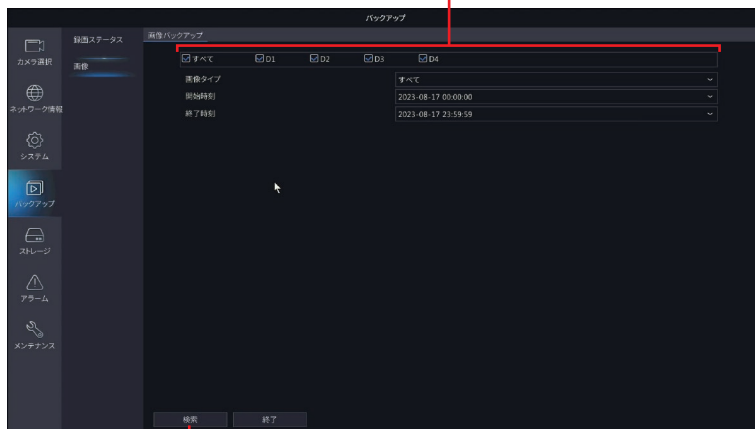 バックアップ
カメラ選択
ネットワーク情報
システム
バックアップ
ストレージ
アラーム
メンテナンス
録画ステータス
画像
画像バックアップ
すべて D1 D2 D3 D4
画像タイプ すべて
開始時刻 2023-08-17 00:00:00
終了時刻 2023-08-17 23:59:59
検索 終了